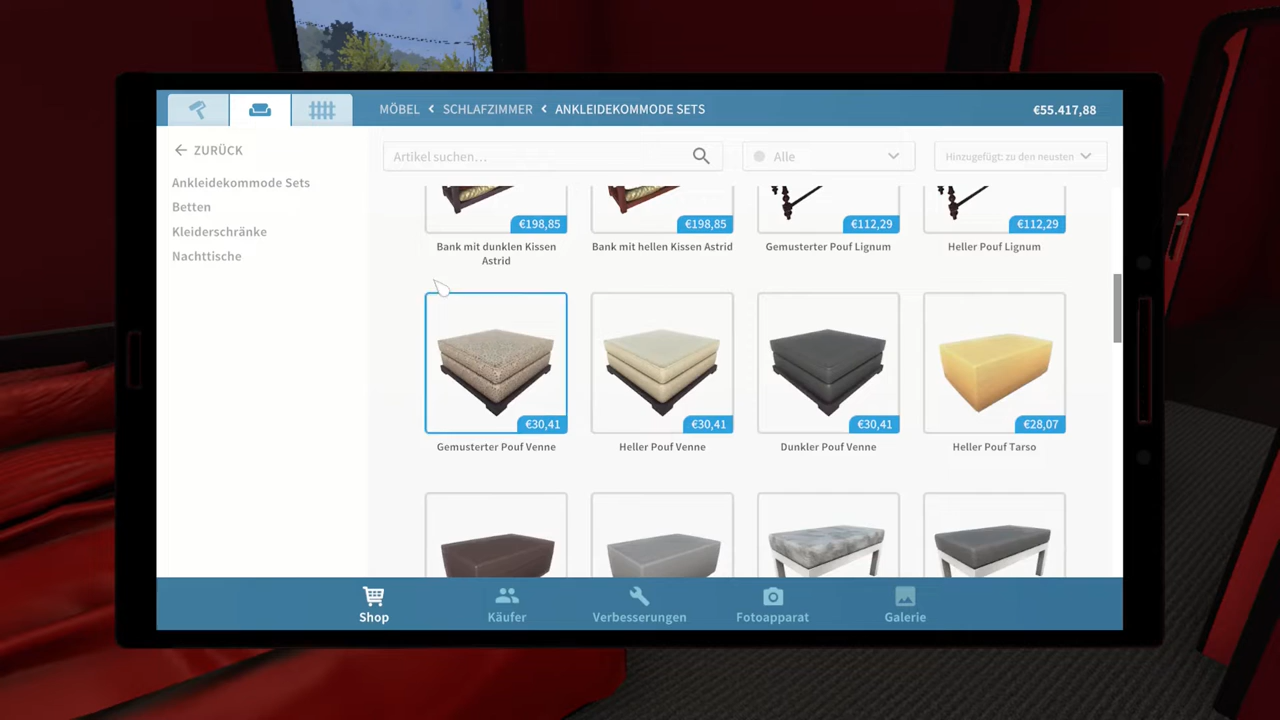 MÖBEL < SCHLAFZIMMER < ANKLEIDEKOMMODE SETS
€55.417,88
ZURÜCK
Ankleidekommode Sets
Betten
Kleiderschränke
Nachttische
Artikel suchen...
Alle
Hinzugefügt: zu den neusten
€198,85
€198,85
€112,29
€112,29
Bank mit dunklen Kissen
Astrid
Bank mit hellen Kissen Astrid
Gemusterter Pouf Lignum
Heller Pouf Lignum
€30,41
€30,41
€30,41
€28,07
Gemusterter Pouf Venne
Heller Pouf Venne
Dunkler Pouf Venne
Heller Pouf Tarso
Shop
Käufer
Verbesserungen
Fotoapparat
Galerie